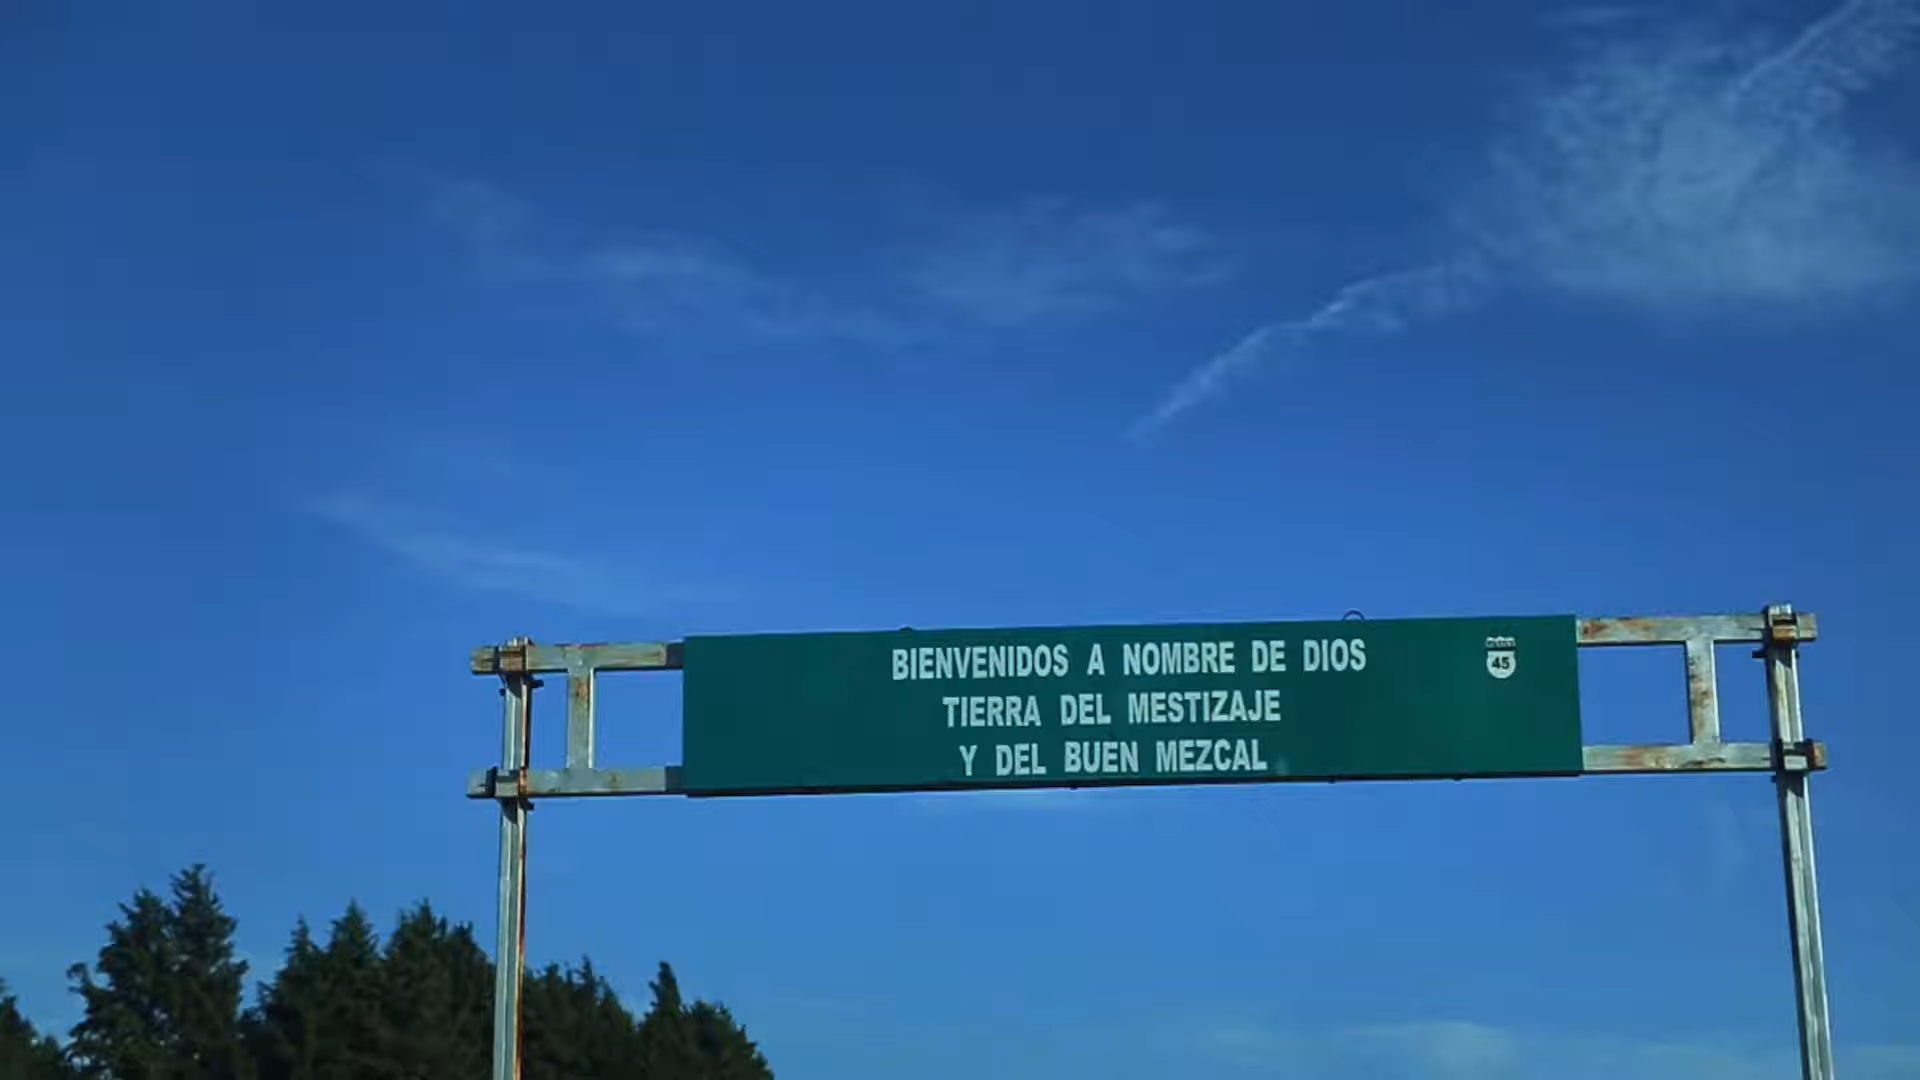 BIENVENIDOS A NOMBRE DE DIOS
TIERRA DEL MESTIZAJE
Y DEL BUEN MEZCAL
45